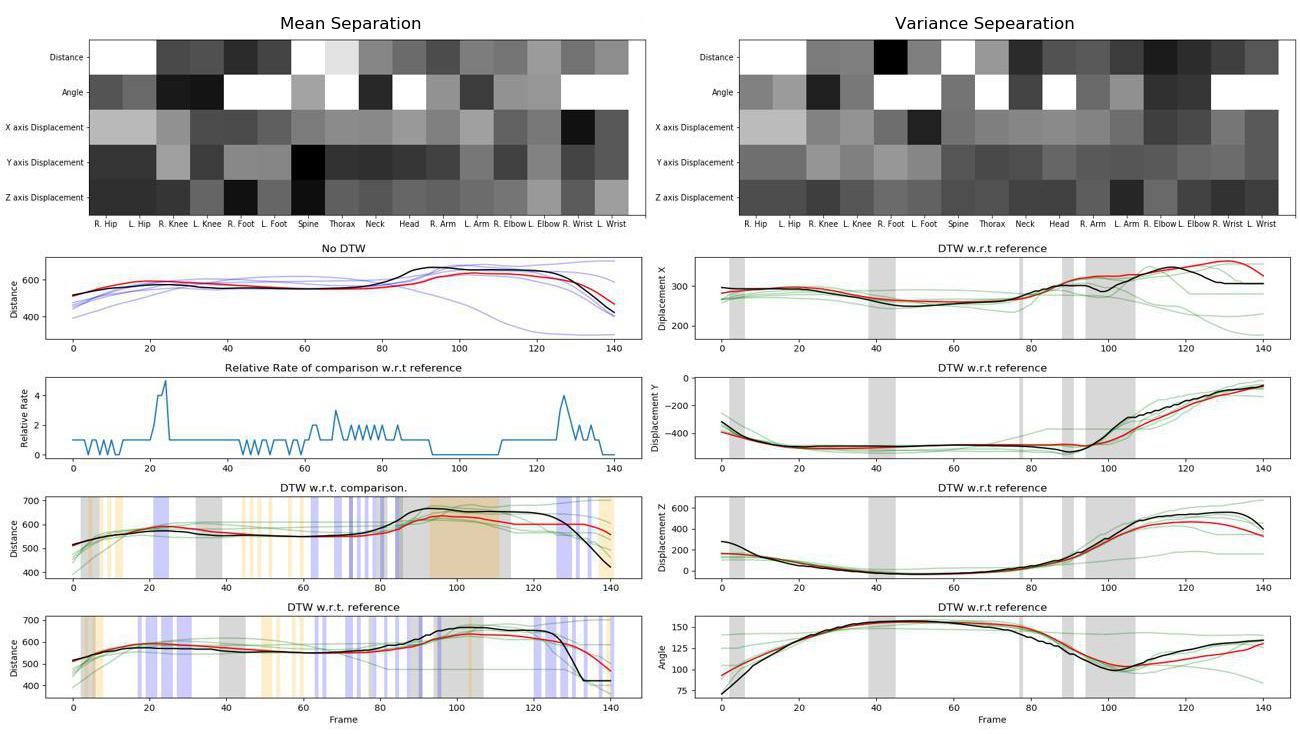 Mean Separation
Distance
Angle
X axis Displacement
Y axis Displacement
Z axis Displacement
R. Hip L. Hip R. Knee L. Knee R. Foot L. Foot Spine Thorax Neck Head R. Arm L. Arm R. Elbow L. Elbow R. Wrist L. Wrist
Variance Sepearation
Distance
Angle
X axis Displacement
Y axis Displacement
Z axis Displacement
R. Hip L. Hip R. Knee L. Knee R. Foot L. Foot Spine Thorax Neck Head R. Arm L. Arm R. Elbow L. Elbow R. Wrist L. Wrist
No DTW
Distance
600
400
0 20 40 60 80 100 120 140
Relative Rate of comparison w.r.t reference
Relative Rate
4
2
0
0 20 40 60 80 100 120 140
DTW w.r.t. comparison.
Distance
700
600
500
400
0 20 40 60 80 100 120 140
DTW w.r.t. reference
Distance
700
600
500
400
0 20 40 60 80 100 120 140
Frame
DTW w.r.t reference
Diplacement X
300
200
0 20 40 60 80 100 120 140
DTW w.r.t reference
Displacement Y
0
−200
−400
0 20 40 60 80 100 120 140
DTW w.r.t reference
Displacement Z
600
400
200
0
0 20 40 60 80 100 120 140
DTW w.r.t reference
Angle
150
125
100
75
0 20 40 60 80 100 120 140
Frame